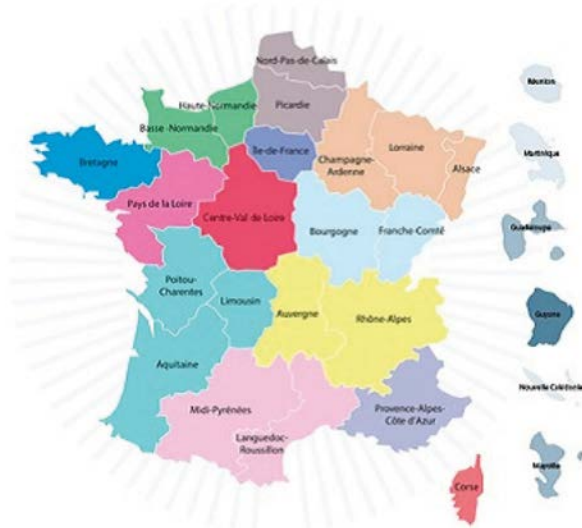 Nord-Pas-de-Calais
Haute-Normandie
Picardie
Basse -Normandie
Île-de-France
Lorraine
Champagne-
Ardenne
Alsace
Bretagne
Pays de la Loire
Centre-Val de Loire
Bourgogne
Franche-Comté
Poitou-
Charentes
Limousin
Auvergne
Rhône-Alpes
Aquitaine
Midi-Pyrénées
Provence-Alpes-
Côte d'Azur
Languedoc-
Roussillon
Corse
Réunion
Martinique
Guadeloupe
Guyane
Nouvelle Calédonie
Mayotte